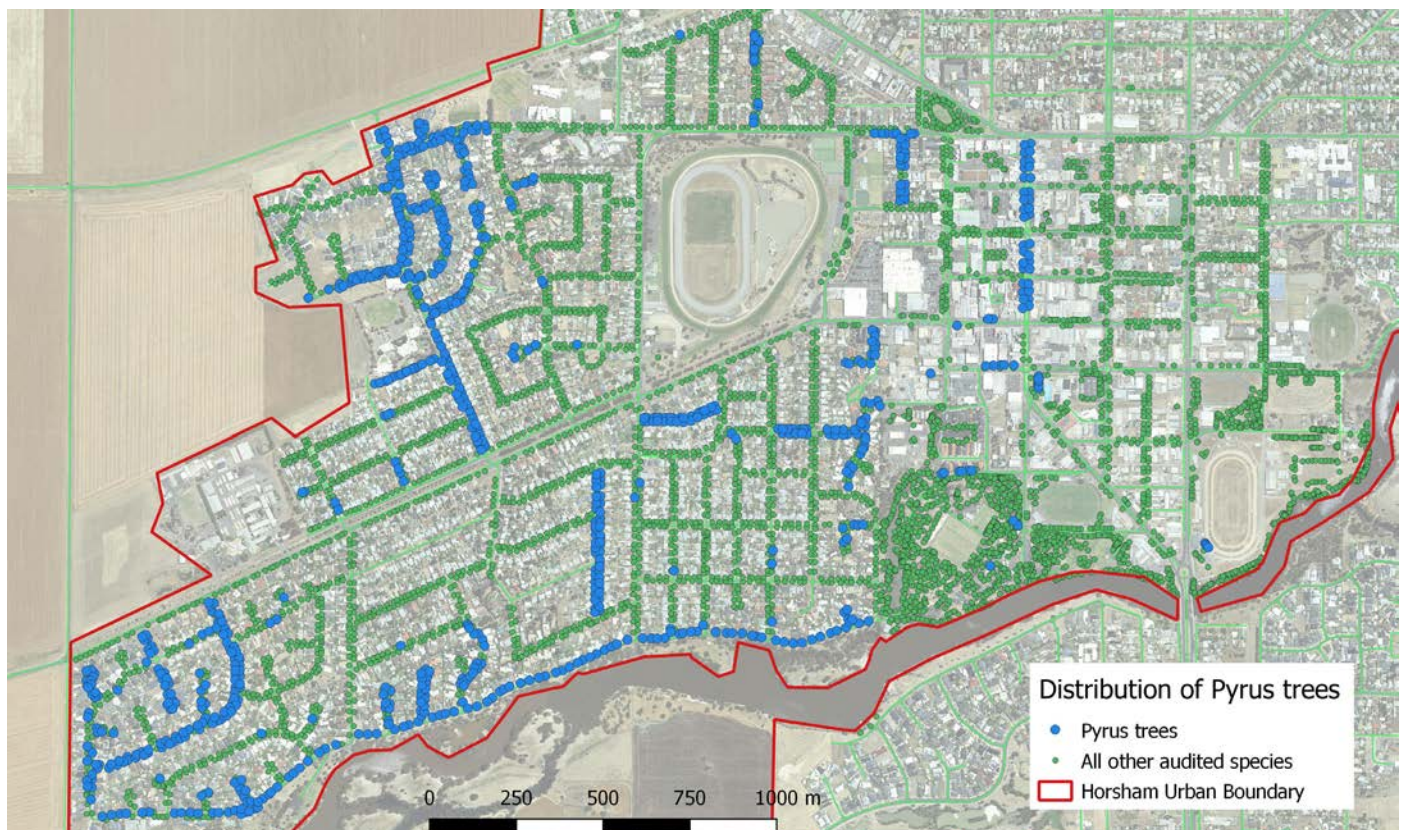 Distribution of Pyrus trees
Pyrus trees
All other audited species
Horsham Urban Boundary
0 250 500 750 1000 m